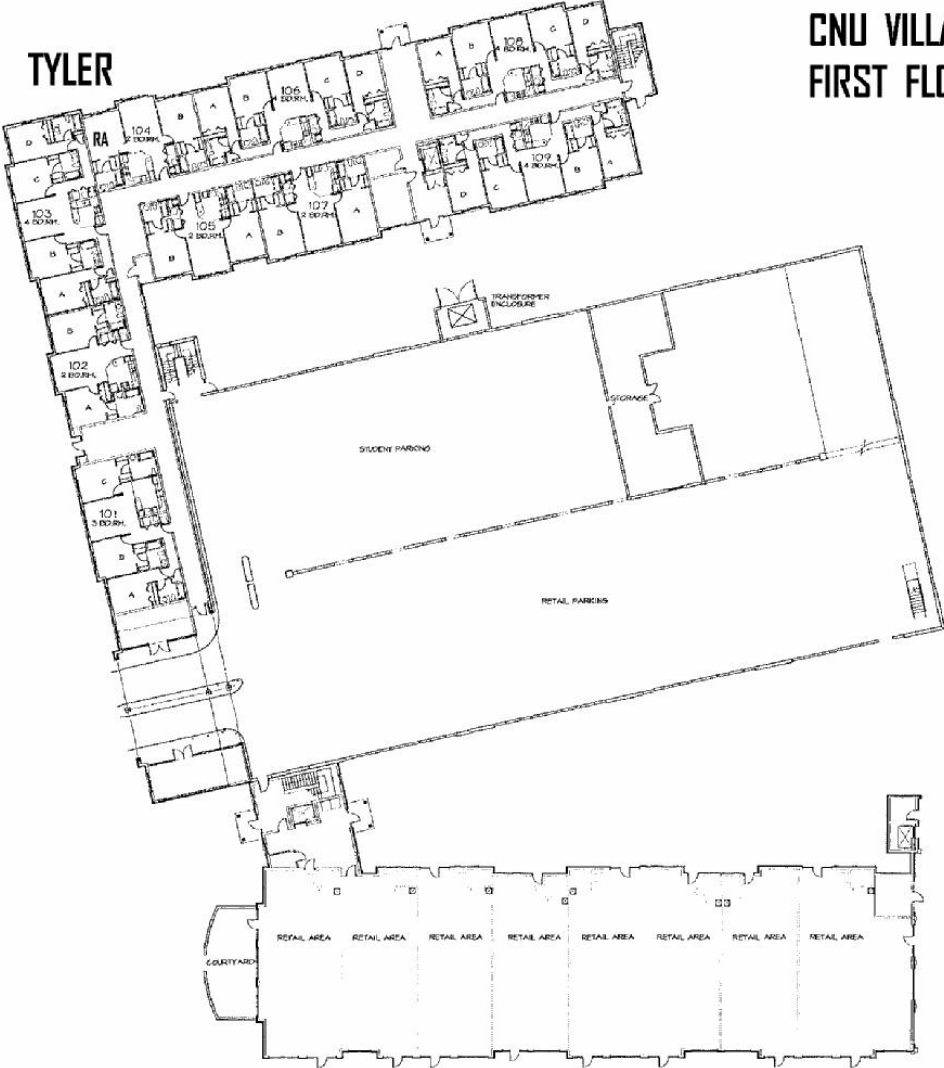 TYLER
CNU VILLA
FIRST FLO
108
4 BD.RM.
A
B
C
D
106
4 BD.RM.
A
B
C
D
RA
104
2 BD.RM.
B
A
D
C
103
4 BD.RM.
B
A
105
2 BD.RM.
B
A
107
2 BD.RM.
B
A
109
4 BD.RM.
D
C
B
A
B
102
2 BD.RM.
A
TRANSFORMER
ENCLOSURE
STORAGE
STUDENT PARKING
C
101
3 BD.RM.
B
A
RETAIL PARKING
RETAIL AREA
RETAIL AREA
RETAIL AREA
RETAIL AREA
RETAIL AREA
RETAIL AREA
RETAIL AREA
RETAIL AREA
COURTYARD